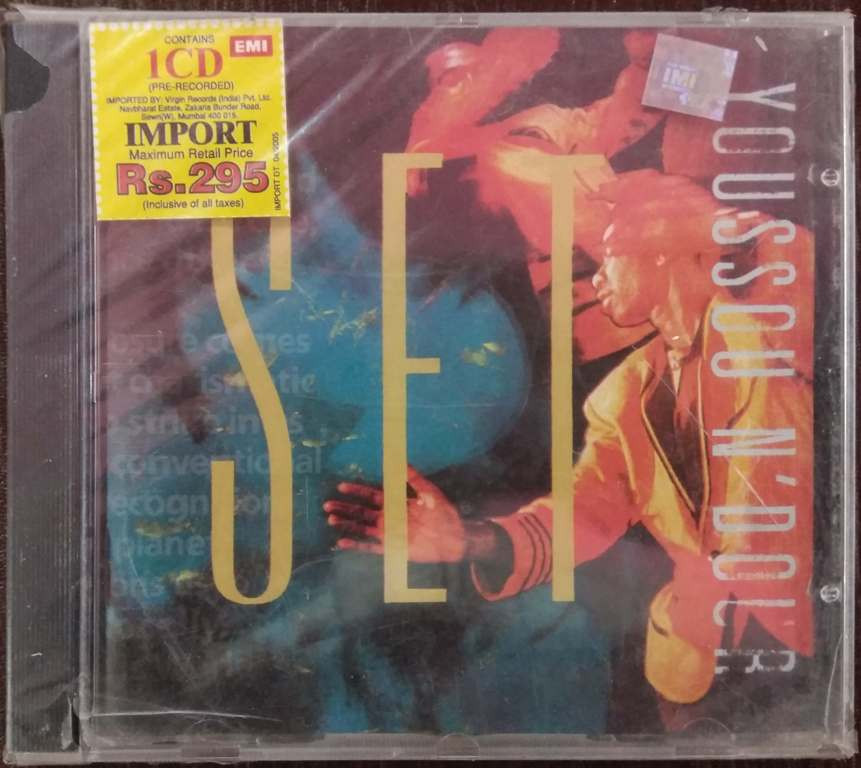 CONTAINS
EMI
1CD
(PRE-RECORDED)
IMPORTED BY: Virgin Records (India) Pvt. Ltd.
Navbharat Estate, Zakaria Bunder Road,
Sewri(W), Mumbai 400 015.
IMPORT
Maximum Retail Price
Rs.295
(Inclusive of all taxes)
SET
YOUSSOU N'DOUR
conventional